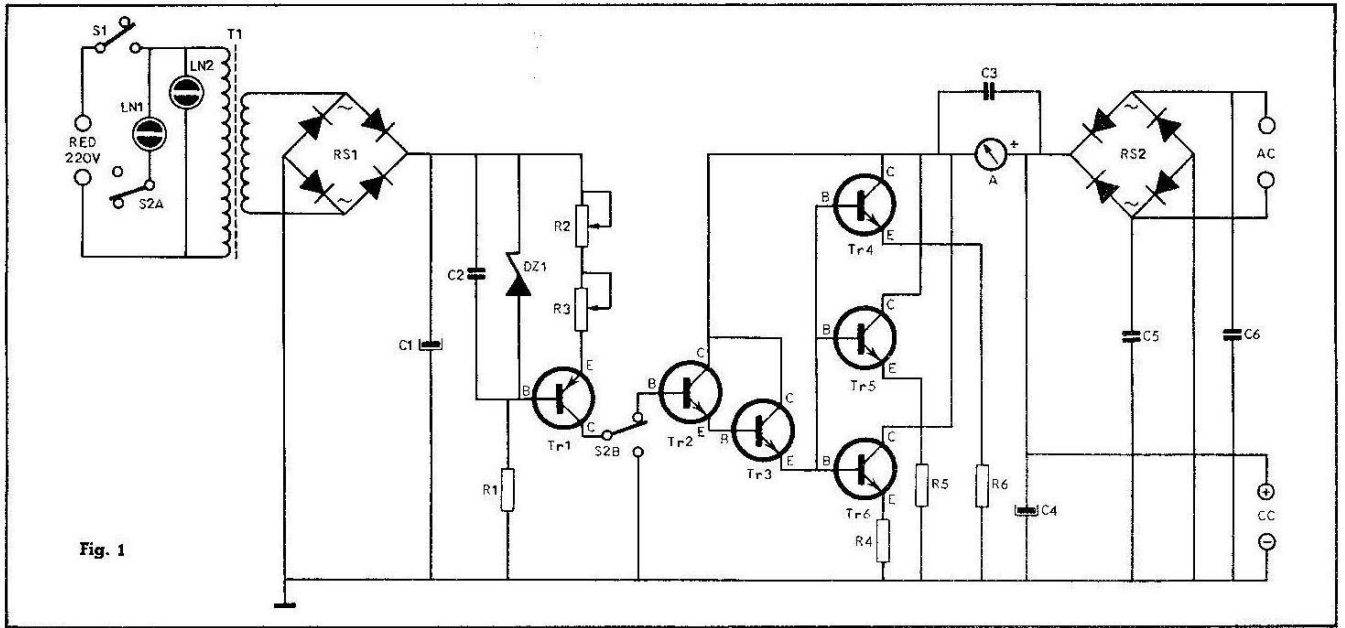 S1
T1
LN2
LN1
RED
220V
S2A
~
RS1
~
C1
C2
DZ1
R2
R3
E
B
C
Tr1
R1
S2B
B
C
E
Tr2
B
C
E
Tr3
C
B
E
Tr4
C
B
E
Tr5
C
B
E
Tr6
R4
R5
R6
C3
A
+
~
RS2
~
AC
C4
C5
C6
+
CC
−
Fig. 1